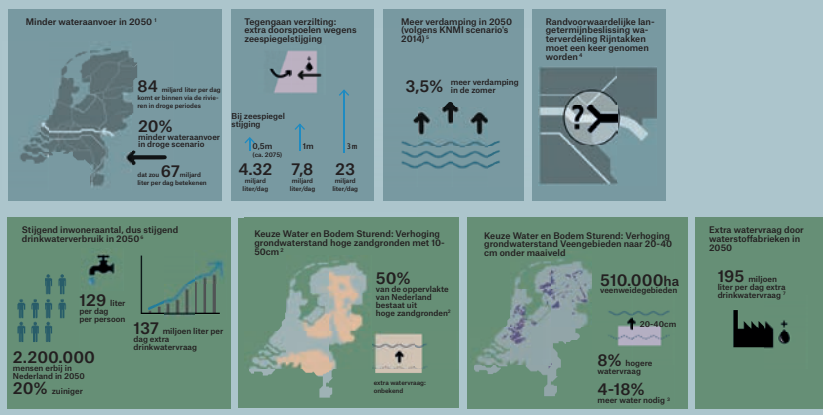 Minder wateraanvoer in 2050 ¹
84 miljard liter per dag
komt er binnen via de rivie-
ren in droge periodes
20%
minder wateraanvoer
in droge scenario
dat zou 67 miljard
liter per dag betekenen
Tegengaan verzilting:
extra doorspoelen wegens
zeespiegelstijging
Bij zeespiegel
stijging
0,5m
(ca. 2075)
1m
3m
4.32
miljard
liter/dag
7,8
miljard
liter/dag
23
miljard
liter/dag
Meer verdamping in 2050
(volgens KNMI scenario's
2014) ⁵
3,5% meer verdamping
in de zomer
Randvoorwaardelijke lan-
getermijnbeslissing wa-
terverdeling Rijntakken
moet een keer genomen
worden ⁴
?
Stijgend inwoneraantal, dus stijgend
drinkwaterverbruik in 2050 ⁶
129 liter
per dag
per persoon
137 miljoen liter per
dag extra
drinkwatervraag
2.200.000
mensen erbij in
Nederland in 2050
20% zuiniger
Keuze Water en Bodem Sturend: Verhoging
grondwaterstand hoge zandgronden met 10-
50cm ²
50%
van de oppervlakte
van Nederland
bestaat uit
hoge zandgronden²
extra watervraag:
onbekend
Keuze Water en Bodem Sturend: Verhoging
grondwaterstand Veengebieden naar 20-40
cm onder maaiveld
510.000ha
veenweidegebieden
20-40cm
8% hogere
watervraag
4-18%
meer water nodig ³
Extra watervraag door
waterstoffabrieken in
2050
195 miljoen
liter per dag extra
drinkwatervraag ⁷